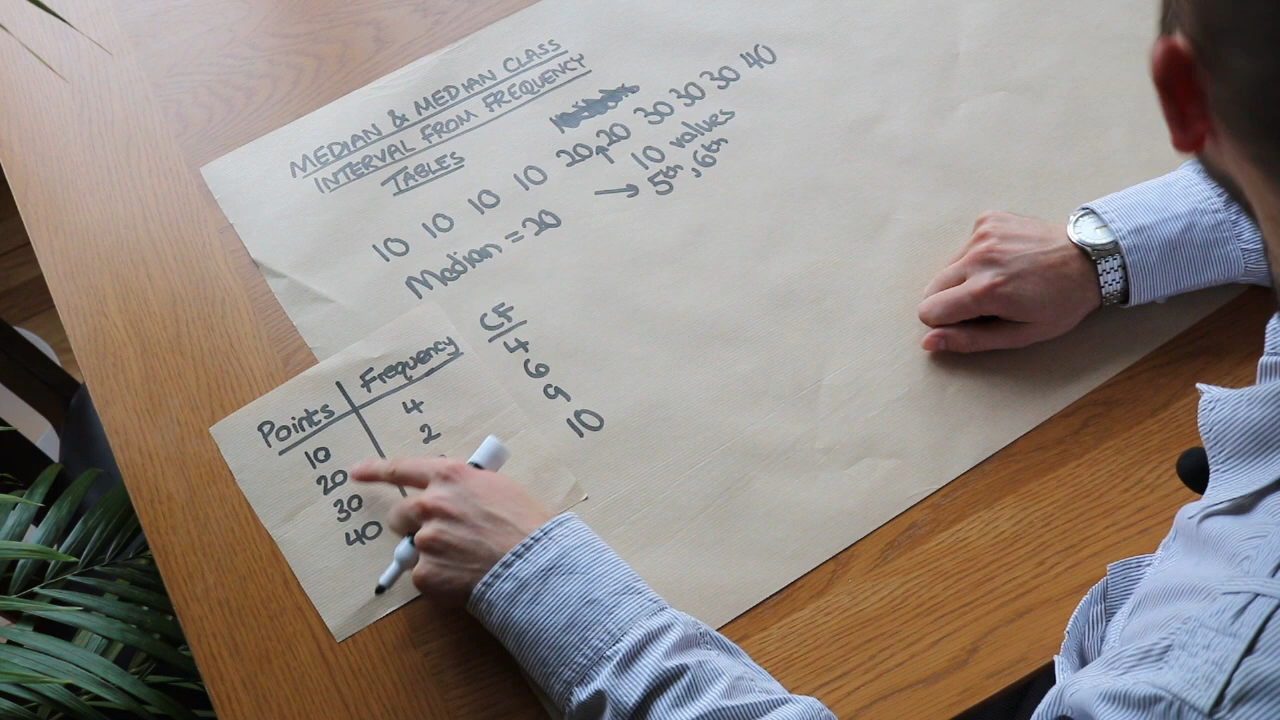 MEDIAN & MEDIAN CLASS
INTERVAL FROM FREQUENCY
TABLES
10 10 10 10 20 20 30 30 30 40
Median = 20
10 values
→ 5th, 6th
Points Frequency CF
10 4 4
20 2 6
30 9
40 10